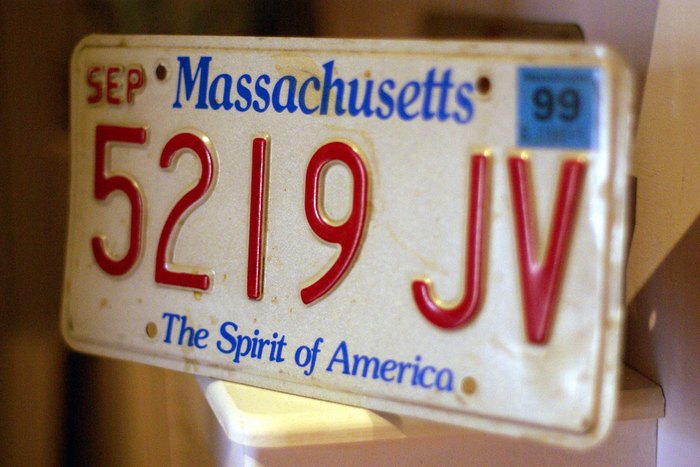 SEP Massachusetts 99
5219 JV
The Spirit of America